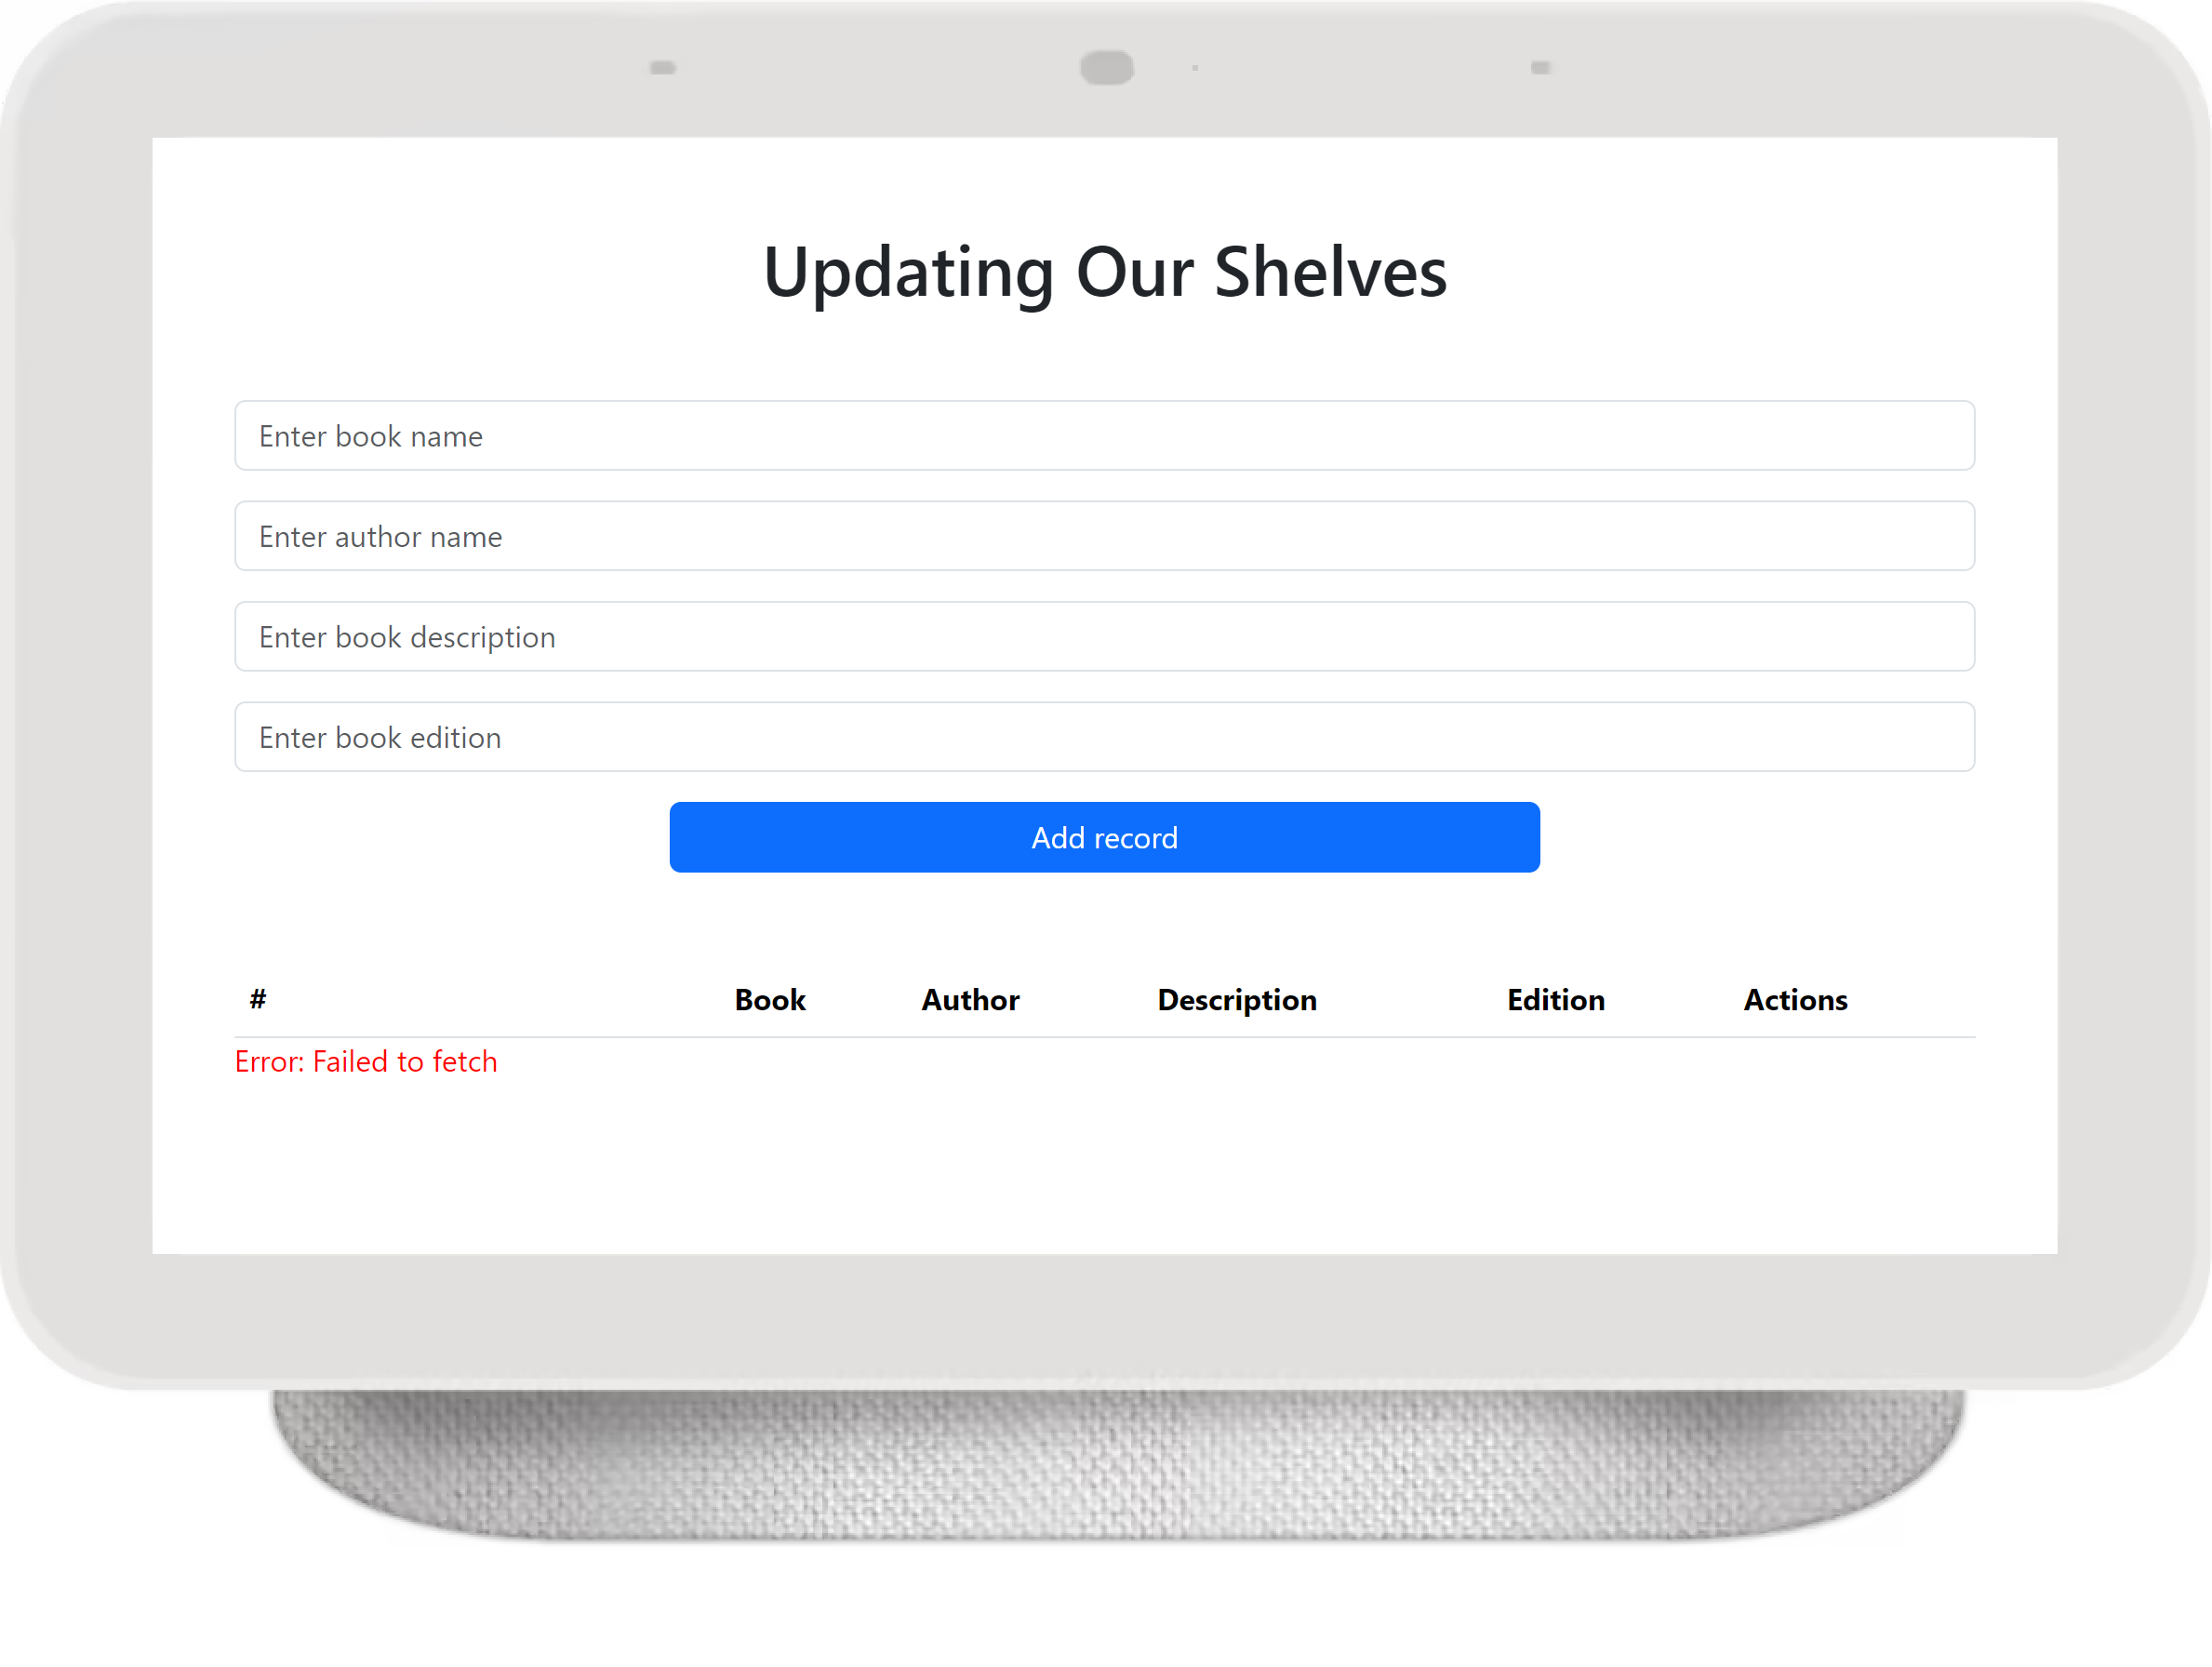 Updating Our Shelves
Enter book name
Enter author name
Enter book description
Enter book edition
Add record
# Book Author Description Edition Actions
Error: Failed to fetch